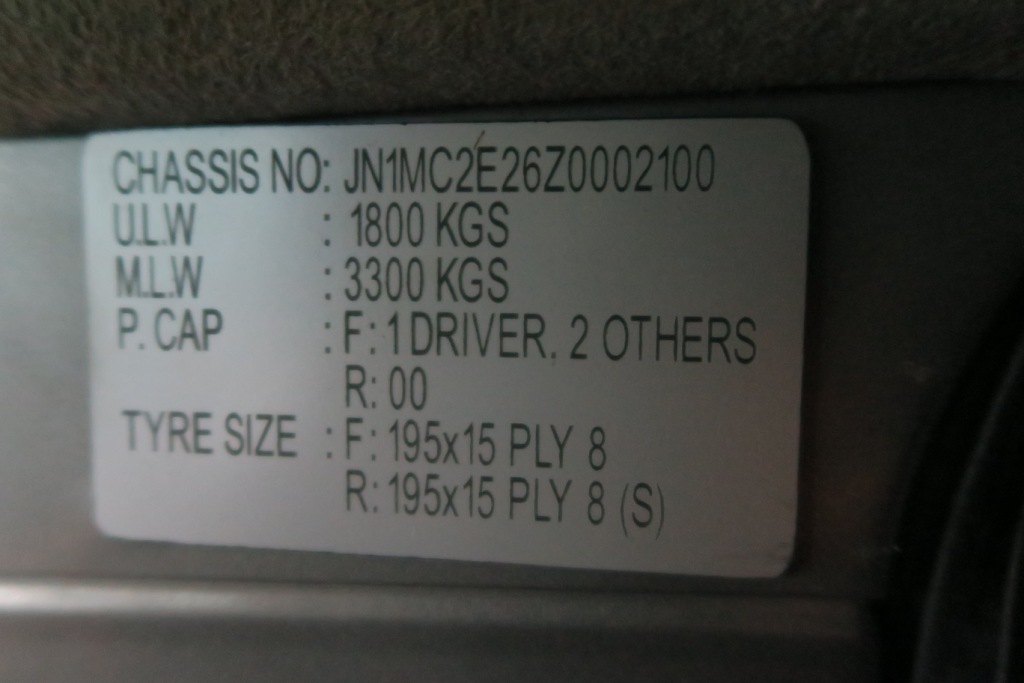 CHASSIS NO: JN1MC2E26Z0002100
U.L.W : 1800 KGS
M.L.W : 3300 KGS
P. CAP : F: 1 DRIVER, 2 OTHERS
R: 00
TYRE SIZE : F: 195x15 PLY 8
R: 195x15 PLY 8 (S)